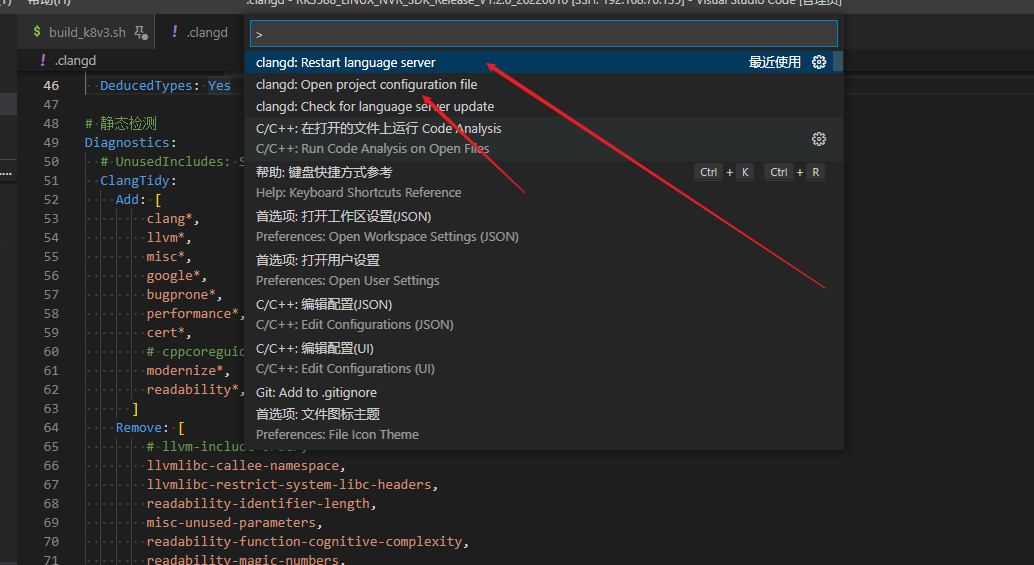 帮助(H)
.clangd - RK3588_LINUX_NVR_SDK_Release_V1.2.0_20220610 [SSH: 192.168.70.135] - Visual Studio Code [管理员]
$ build_k8v3.sh
! .clangd
>
! .clangd
clangd: Restart language server 最近使用
clangd: Open project configuration file
clangd: Check for language server update
C/C++: 在打开的文件上运行 Code Analysis
C/C++: Run Code Analysis on Open Files
帮助: 键盘快捷方式参考 Ctrl + K Ctrl + R
Help: Keyboard Shortcuts Reference
首选项: 打开工作区设置(JSON)
Preferences: Open Workspace Settings (JSON)
首选项: 打开用户设置
Preferences: Open User Settings
C/C++: 编辑配置(JSON)
C/C++: Edit Configurations (JSON)
C/C++: 编辑配置(UI)
C/C++: Edit Configurations (UI)
Git: Add to .gitignore
首选项: 文件图标主题
Preferences: File Icon Theme
46 DeducedTypes: Yes
47
48 # 静态检测
49 Diagnostics:
50 # UnusedIncludes: S
51 ClangTidy:
52 Add: [
53 clang*,
54 llvm*,
55 misc*,
56 google*,
57 bugprone*,
58 performance*,
59 cert*,
60 # cppcoreguid
61 modernize*,
62 readability*,
63 ]
64 Remove: [
65 # llvm-include-order,
66 llvmlibc-callee-namespace,
67 llvmlibc-restrict-system-libc-headers,
68 readability-identifier-length,
69 misc-unused-parameters,
70 readability-function-cognitive-complexity,
71 readability-magic-numbers,